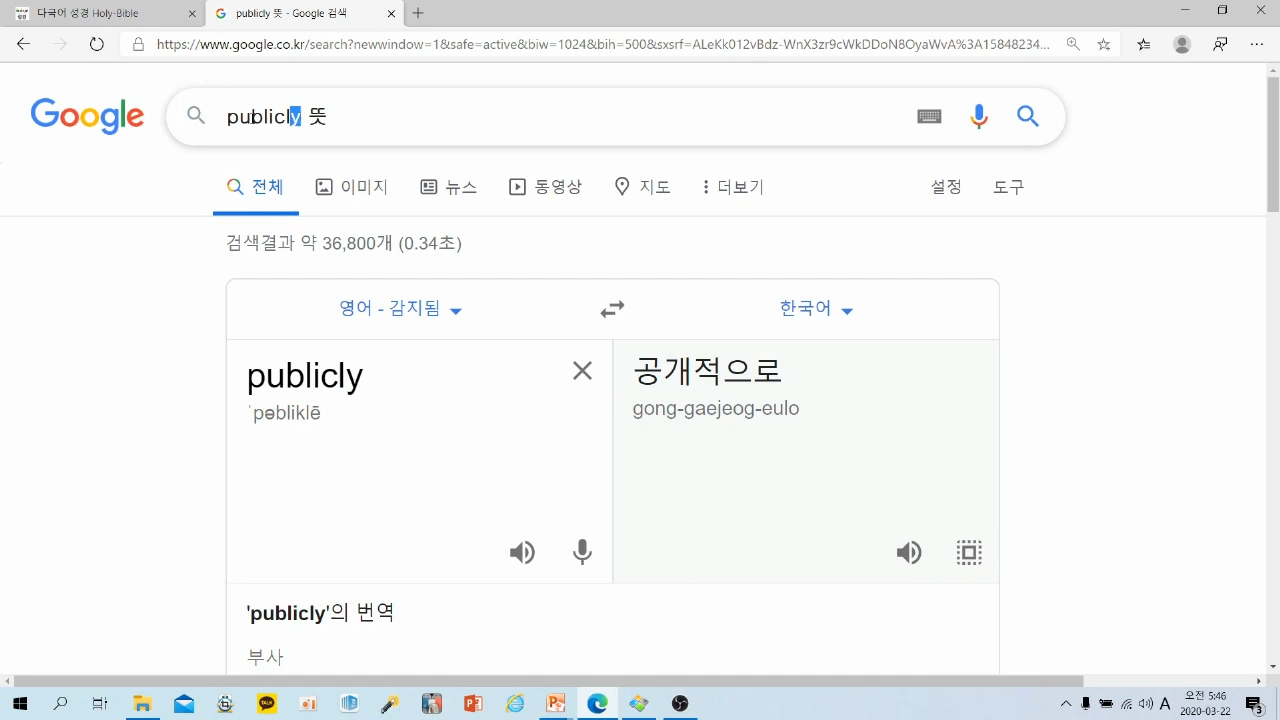 다국어 성경 Holy-Bible
publicly 뜻 - Google 검색
https://www.google.co.kr/search?newwindow=1&safe=active&biw=1024&bih=500&sxsrf=ALeKk012vBdz-WnX3zr9cWkDDoN8OyaWvA%3A15848234...
Google
publicly 뜻
전체 이미지 뉴스 동영상 지도 더보기 설정 도구
검색결과 약 36,800개 (0.34초)
영어 - 감지됨 한국어
publicly
ˈpəbliklē
공개적으로
gong-gaejeog-eulo
'publicly'의 번역
부사
TALK
A
오전 5:46
2020-03-22
3